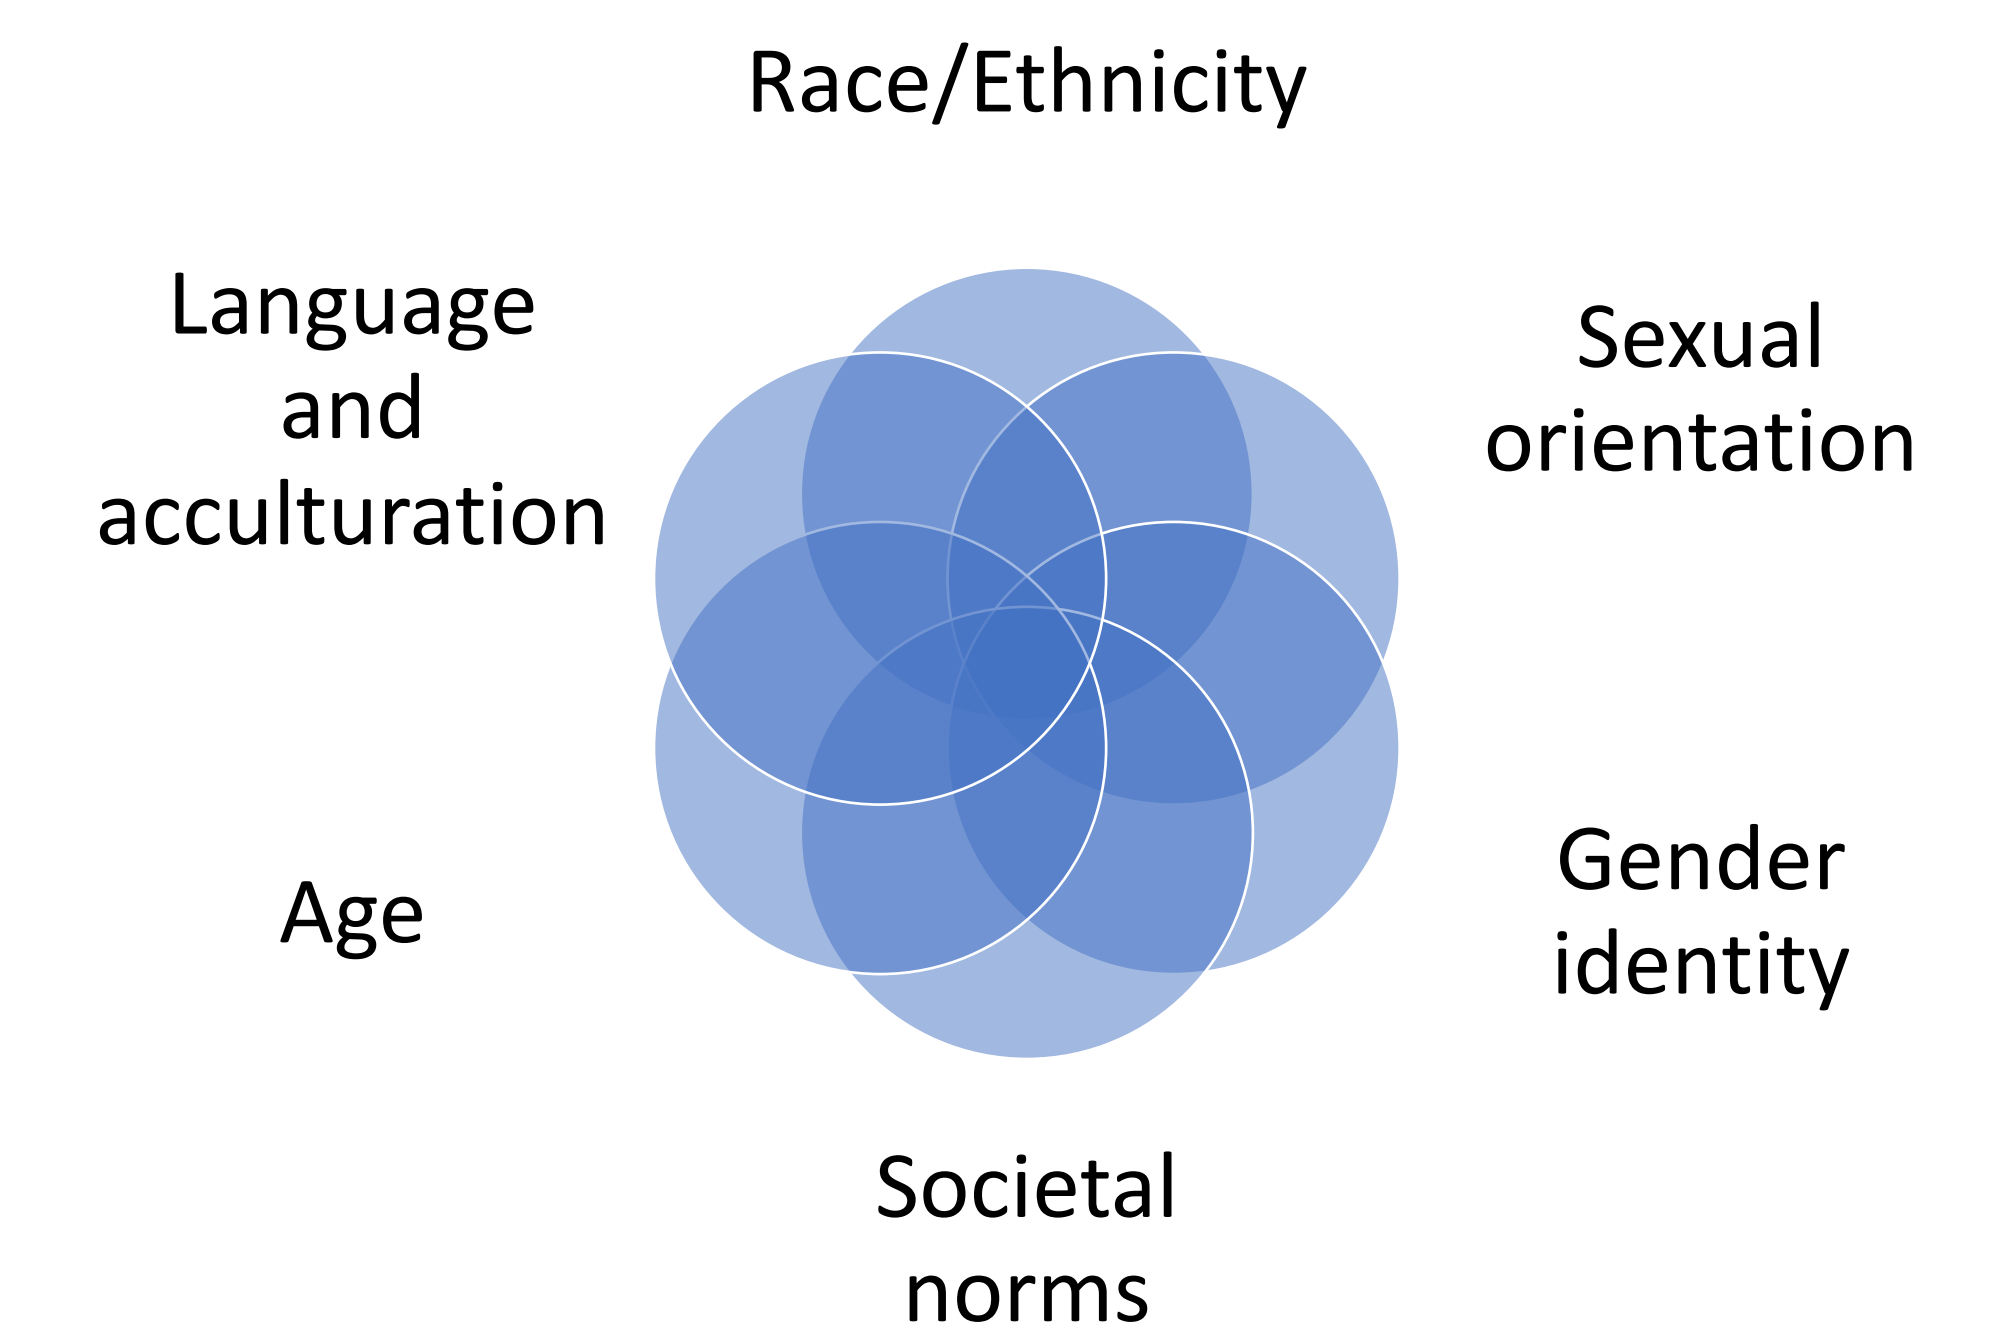 Race/Ethnicity
Language
and
acculturation
Sexual
orientation
Age
Gender
identity
Societal
norms